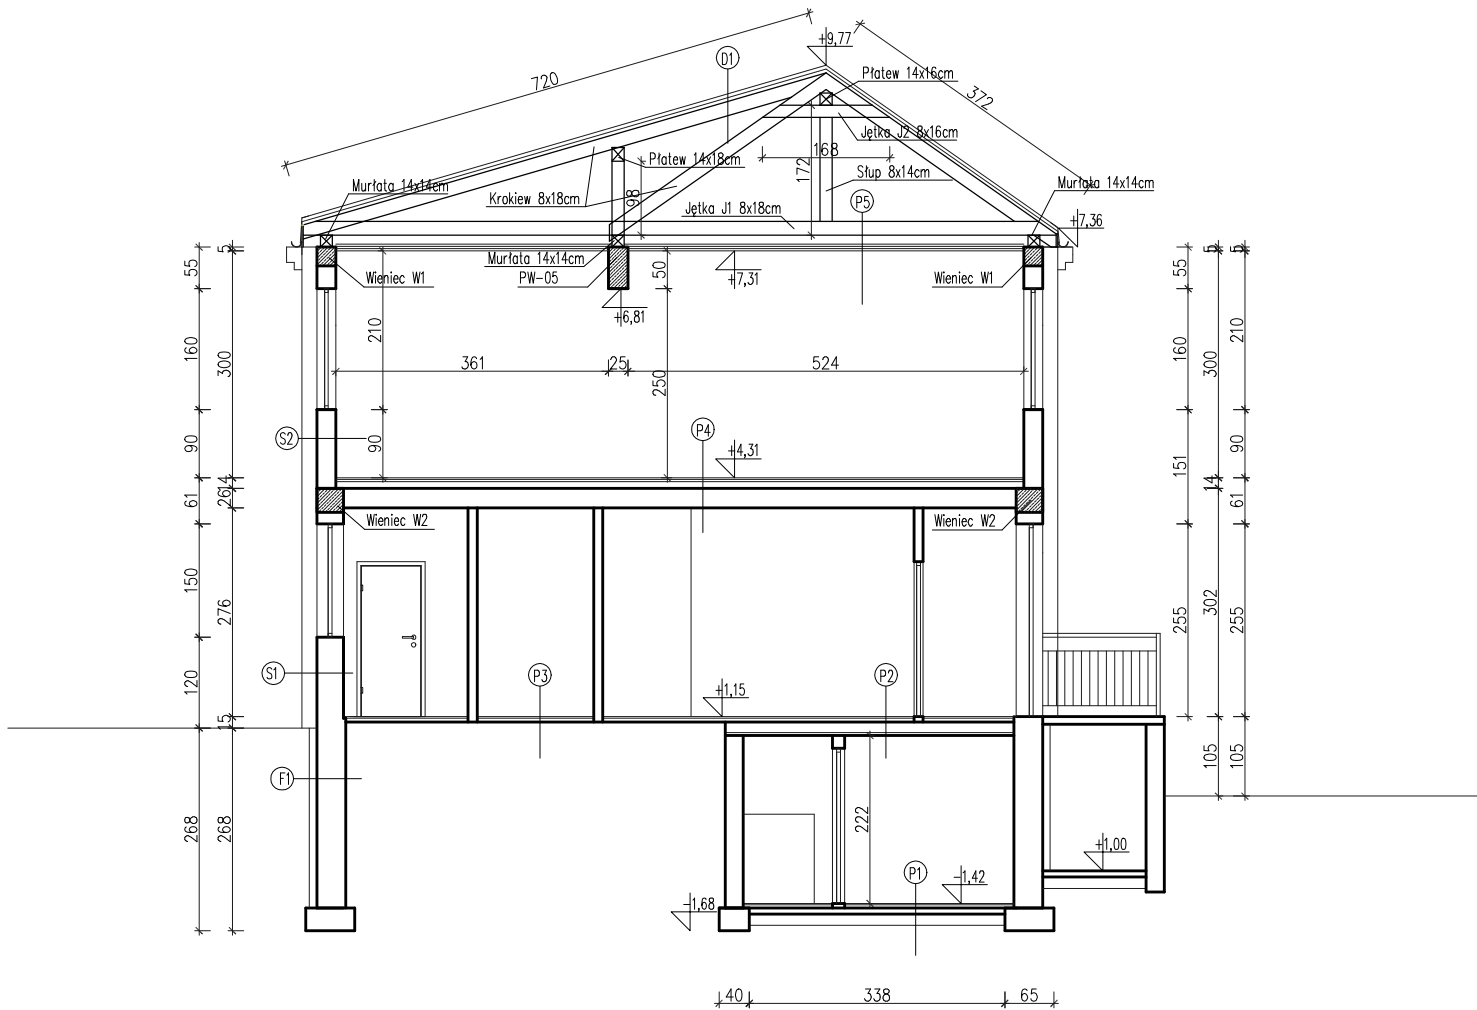 +9,77
720
D1
372
Płatew 14x16cm
Jętka J2 8x16cm
168
172
Płatew 14x18cm
Słup 8x14cm
Murłata 14x14cm
Murłata 14x14cm
Krokiew 8x18cm
98
P5
Jętka J1 8x18cm
+7,36
5
55
Murłata 14x14cm
PW-05
Wieniec W1
50
+7,31
Wieniec W1
55
5
5
+6,81
160
300
210
361
25
524
250
160
300
210
S2
90
90
P4
+4,31
90
151
90
14
26
61
14
61
Wieniec W2
Wieniec W2
150
276
255
302
255
S1
120
P3
P2
+1,15
15
F1
105
105
268
268
222
+1,00
P1
-1,42
-1,68
40
338
65